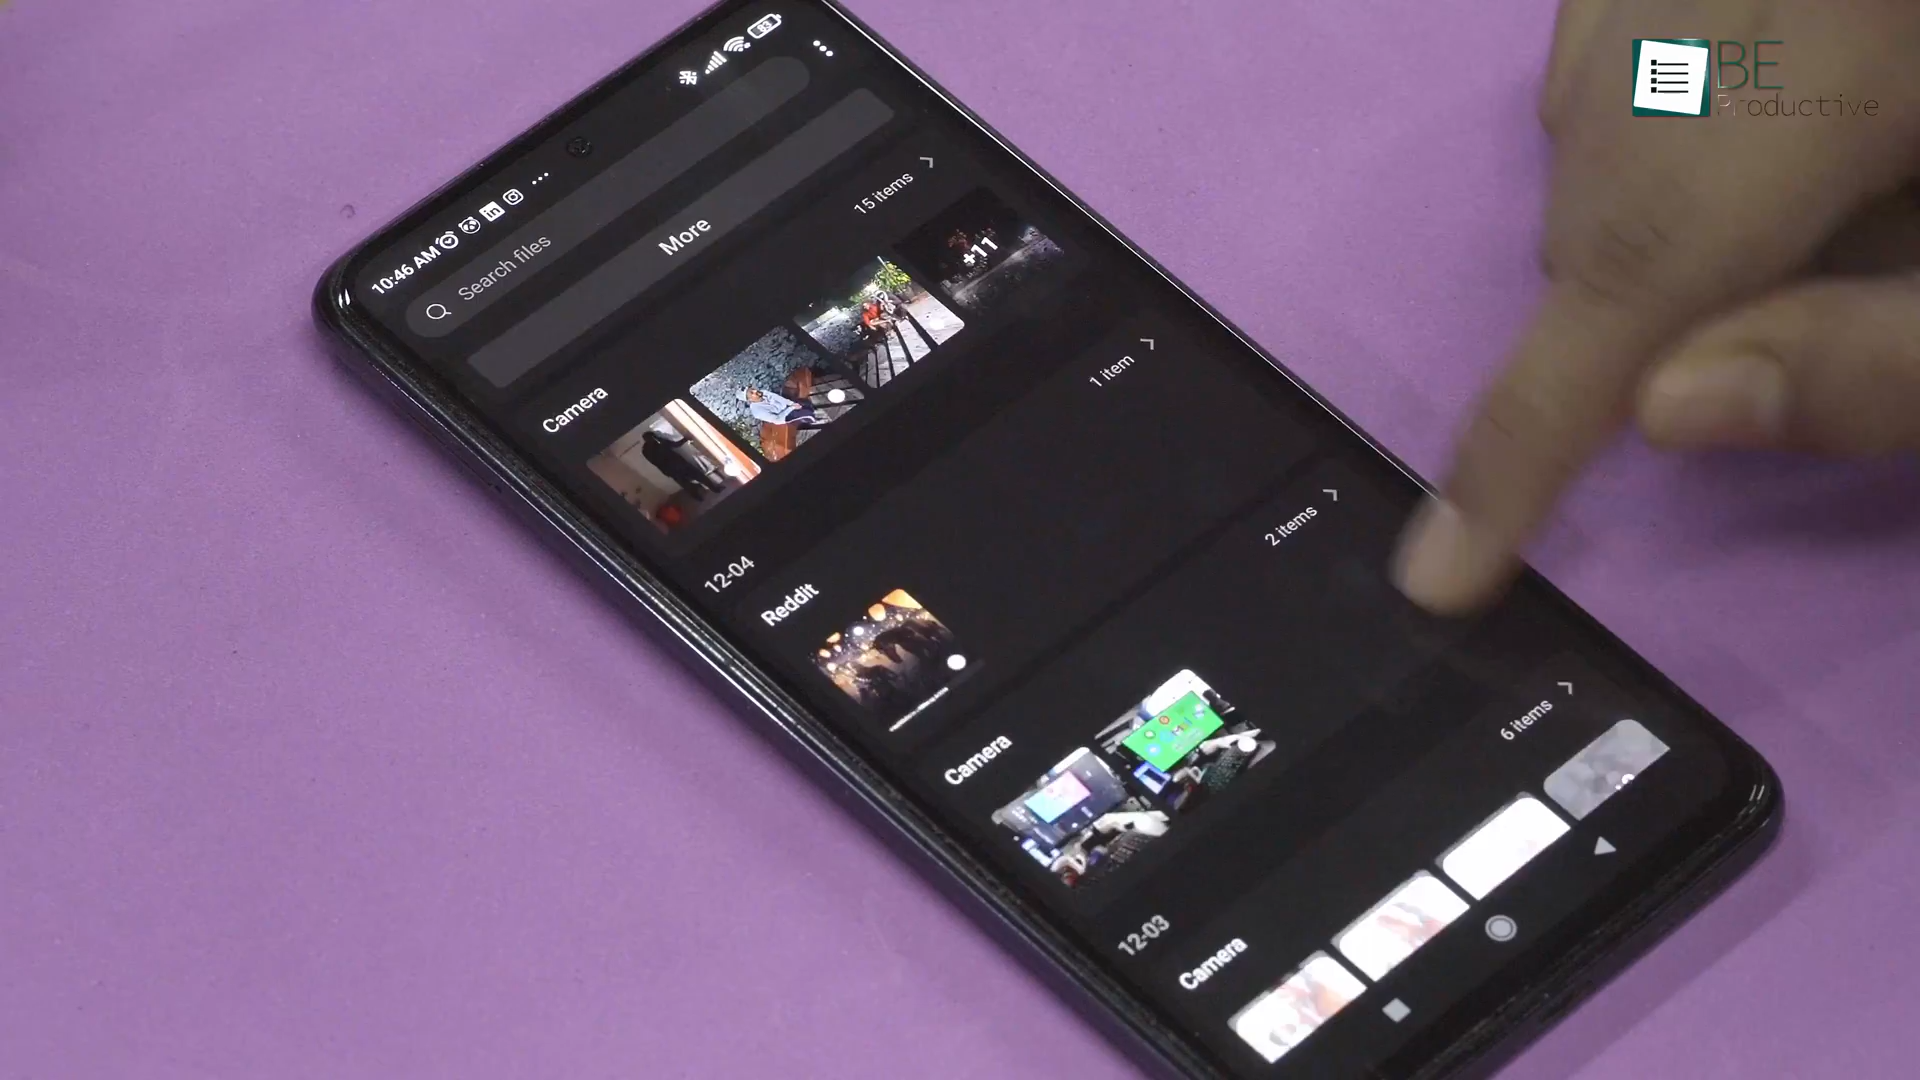 BE
Productive
10:46 AM
83
Search files
More
Camera
15 items
+11
12-04
Reddit
1 item
Camera
2 items
12-03
Camera
6 items